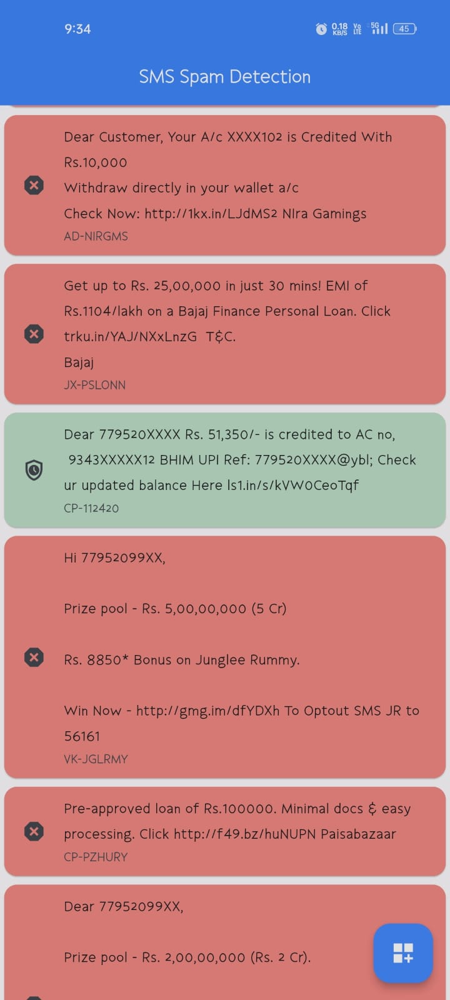 9:34
0.18 KB/S Vo LTE 5G 45
SMS Spam Detection
Dear Customer, Your A/c XXXX102 is Credited With
Rs.10,000
Withdraw directly in your wallet a/c
Check Now: http://1kx.in/LJdMS2 NIra Gamings
AD-NIRGMS
Get up to Rs. 25,00,000 in just 30 mins! EMI of
Rs.1104/lakh on a Bajaj Finance Personal Loan. Click
trku.in/YAJ/NXxLnzG  T&C.
Bajaj
JX-PSLONN
Dear 779520XXXX Rs. 51,350/- is credited to AC no,
9343XXXXX12 BHIM UPI Ref: 779520XXXX@ybl; Check
ur updated balance Here ls1.in/s/kVW0CeoTqf
CP-112420
Hi 77952099XX,
Prize pool - Rs. 5,00,00,000 (5 Cr)
Rs. 8850* Bonus on Junglee Rummy.
Win Now - http://gmg.im/dfYDXh To Optout SMS JR to
56161
VK-JGLRMY
Pre-approved loan of Rs.100000. Minimal docs & easy
processing. Click http://f49.bz/huNUPN Paisabazaar
CP-PZHURY
Dear 77952099XX,
Prize pool - Rs. 2,00,00,000 (Rs. 2 Cr).